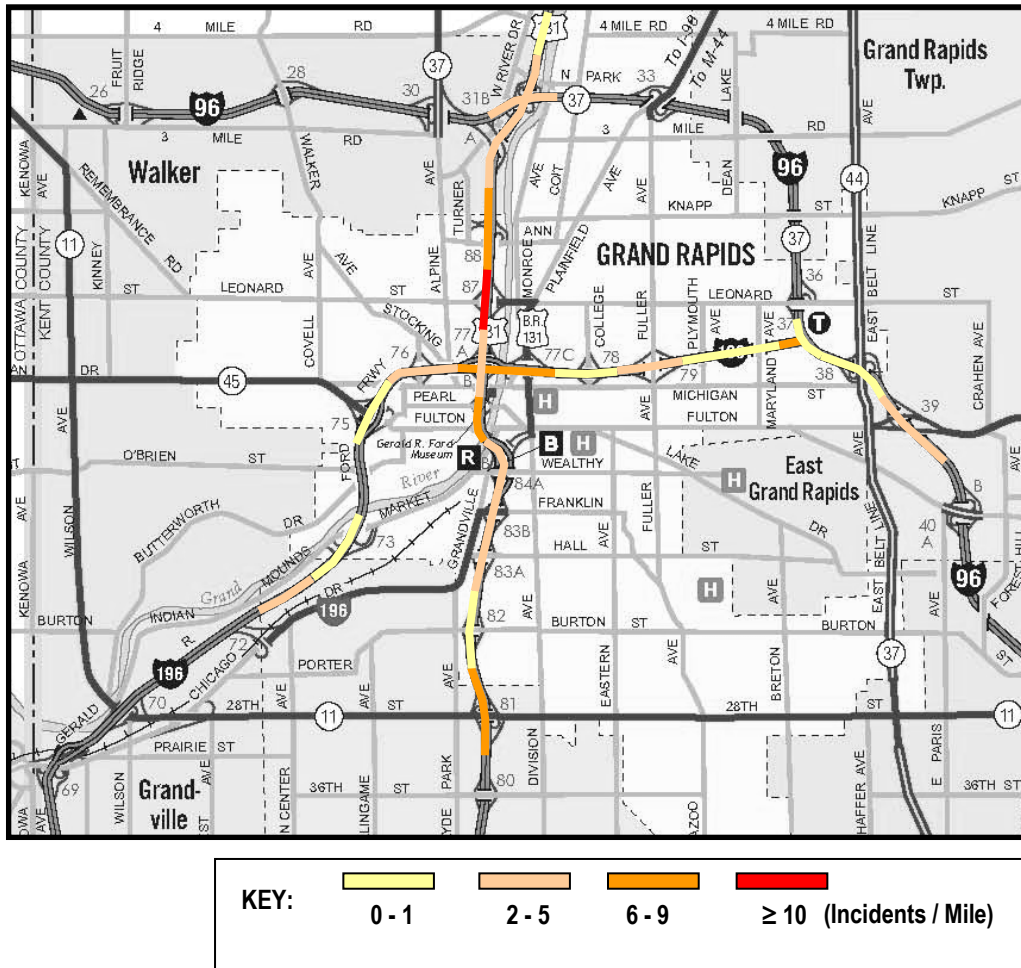 4 MILE RD
4 MILE RD
4 MILE RD
131
W RIVER DR
To I-96
To M-44
Grand Rapids
Twp.
FRUIT
RIDGE
26
28
37
30
31B
N PARK
33
LAKE
96
37
3 MILE RD
A
3 MILE RD
KENOWA AVE
REMEMBRANCE RD
Walker
WALKER AVE
TURNER
AVE
COIT
AVE
DEAN
AVE
96
44
KNAPP ST
KNAPP ST
11
KINNEY AVE
ALPINE
ANN
PLAINFIELD
37
EAST BELT LINE
88
GRAND RAPIDS
OTTAWA COUNTY
KENT COUNTY
LEONARD ST
COVELL AVE
STOCKING
87
MONROE
COLLEGE
FULLER
PLYMOUTH AVE
LEONARD
36
ST
131
B.R.
131
37
T
77
A
B
76
77C
78
79
MARYLAND AVE
38
CRAHEN AVE
DR
45
FRWY
PEARL
FULTON
MICHIGAN ST
FULTON
39
75
H
Gerald R. Ford
Museum
R
B
H
O'BRIEN ST
FORD
River
WEALTHY
LAKE DR
H
East
Grand Rapids
BUTTERWORTH DR
MARKET
84A
FRANKLIN
FULLER
B
WILSON AVE
KENOWA AVE
73
GRANDVILLE
83B
HALL ST
EAST BELT LINE
40
A
Grand
MOUNDS DR
83A
AVE
96
FOREST HILL
INDIAN
196
82
H
BURTON
BURTON ST
BURTON ST
R.
72
196
CHICAGO DR
PORTER
AVE
EASTERN AVE
BRETON
37
GERALD
70
11
28TH ST
81
28TH ST
11
PRAIRIE ST
69
Grand-
ville
WILSON AVE
36TH ST
PARK
80
DIVISION
E PARIS AVE
36TH ST
KEY:
0 - 1
2 - 5
6 - 9
≥ 10 (Incidents / Mile)